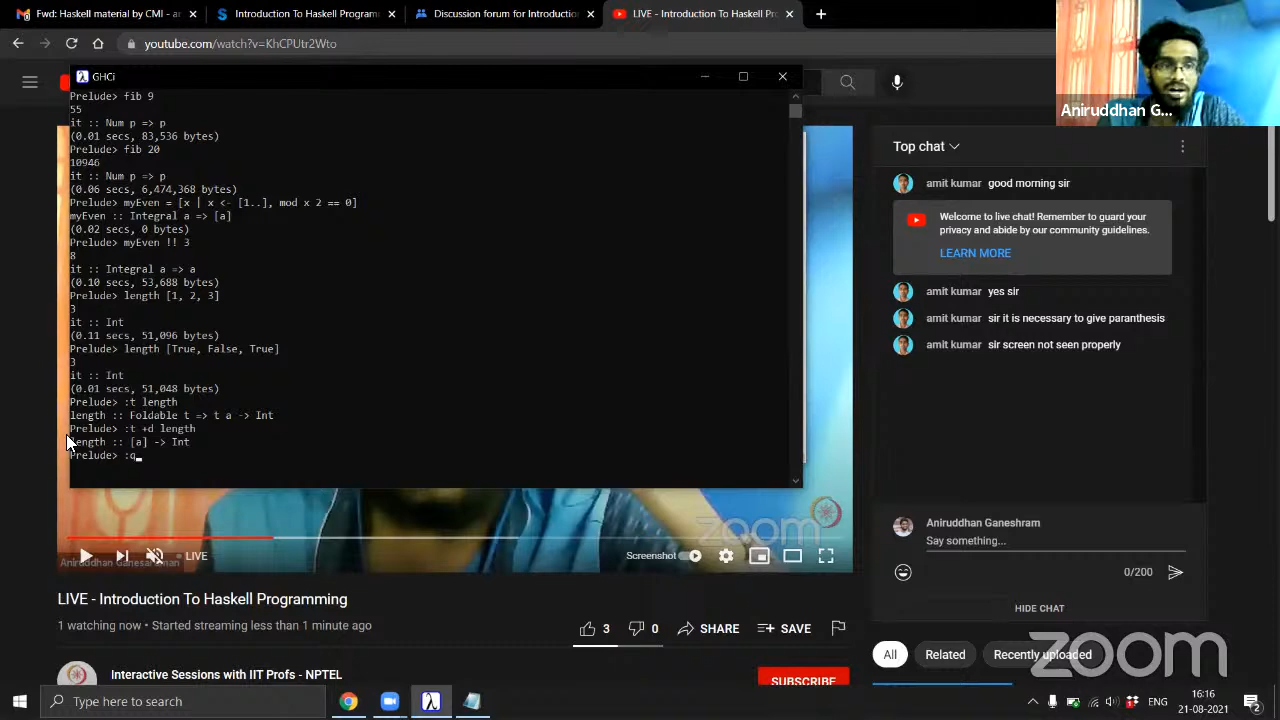 Fwd: Haskell material by CMI - an
Introduction to Haskell Programm
Discussion forum: for Introduction
LIVE - Introduction To Haskell Pro
youtube.com/watch?v=KhCPUtr2Wto
GHCi
Prelude> fib 9
55
it :: Num p => p
(0.01 secs, 83,536 bytes)
Prelude> fib 20
10946
it :: Num p => p
(0.06 secs, 6,474,368 bytes)
Prelude> myEven = [x | x <- [1..], mod x 2 == 0]
myEven :: Integral a => [a]
(0.02 secs, 0 bytes)
Prelude> myEven !! 3
8
it :: Integral a => a
(0.10 secs, 53,688 bytes)
Prelude> length [1, 2, 3]
3
it :: Int
(0.11 secs, 51,096 bytes)
Prelude> length [True, False, True]
3
it :: Int
(0.01 secs, 51,048 bytes)
Prelude> :t length
length :: Foldable t => t a -> Int
Prelude> :t +d length
length :: [a] -> Int
Prelude> :q
zoom
LIVE
Screenshot
LIVE - Introduction To Haskell Programming
1 watching now • Started streaming less than 1 minute ago
3
0
SHARE
SAVE
Interactive Sessions with IIT Profs - NPTEL
SUBSCRIBE
Aniruddhan G...
Top chat
amit kumar good morning sir
Welcome to live chat! Remember to guard your
privacy and abide by our community guidelines.
LEARN MORE
amit kumar yes sir
amit kumar sir it is necessary to give paranthesis
amit kumar sir screen not seen properly
Aniruddhan Ganeshram
Say something...
0/200
HIDE CHAT
All
Related
Recently uploaded
zoom
Type here to search
ENG
16:16
21-08-2021
2